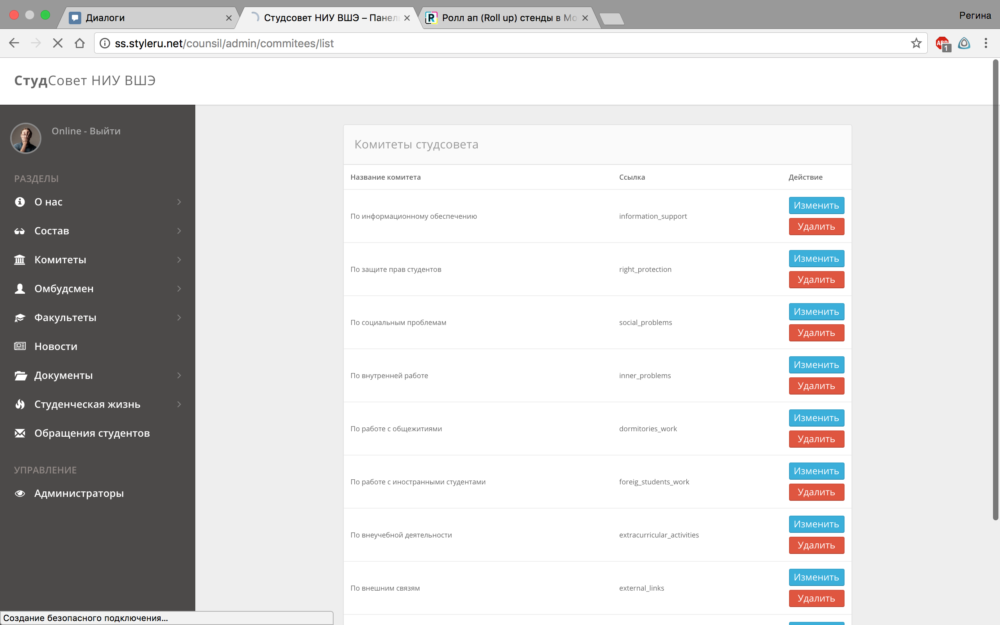 Диалоги
Студсовет НИУ ВШЭ – Панель
Ролл ап (Roll up) стенды в Мо
Регина
ss.styleru.net/counsil/admin/commitees/list
ABP
1
СтудСовет НИУ ВШЭ
Online - Выйти
РАЗДЕЛЫ
О нас
Состав
Комитеты
Омбудсмен
Факультеты
Новости
Документы
Студенческая жизнь
Обращения студентов
УПРАВЛЕНИЕ
Администраторы
Комитеты студсовета
Название комитета Ссылка Действие
По информационному обеспечению information_support Изменить
Удалить
По защите прав студентов right_protection Изменить
Удалить
По социальным проблемам social_problems Изменить
Удалить
По внутренней работе inner_problems Изменить
Удалить
По работе с общежитиями dormitories_work Изменить
Удалить
По работе с иностранными студентами foreig_students_work Изменить
Удалить
По внеучебной деятельности extracurricular_activities Изменить
Удалить
По внешним связям external_links Изменить
Удалить
Создание безопасного подключения...